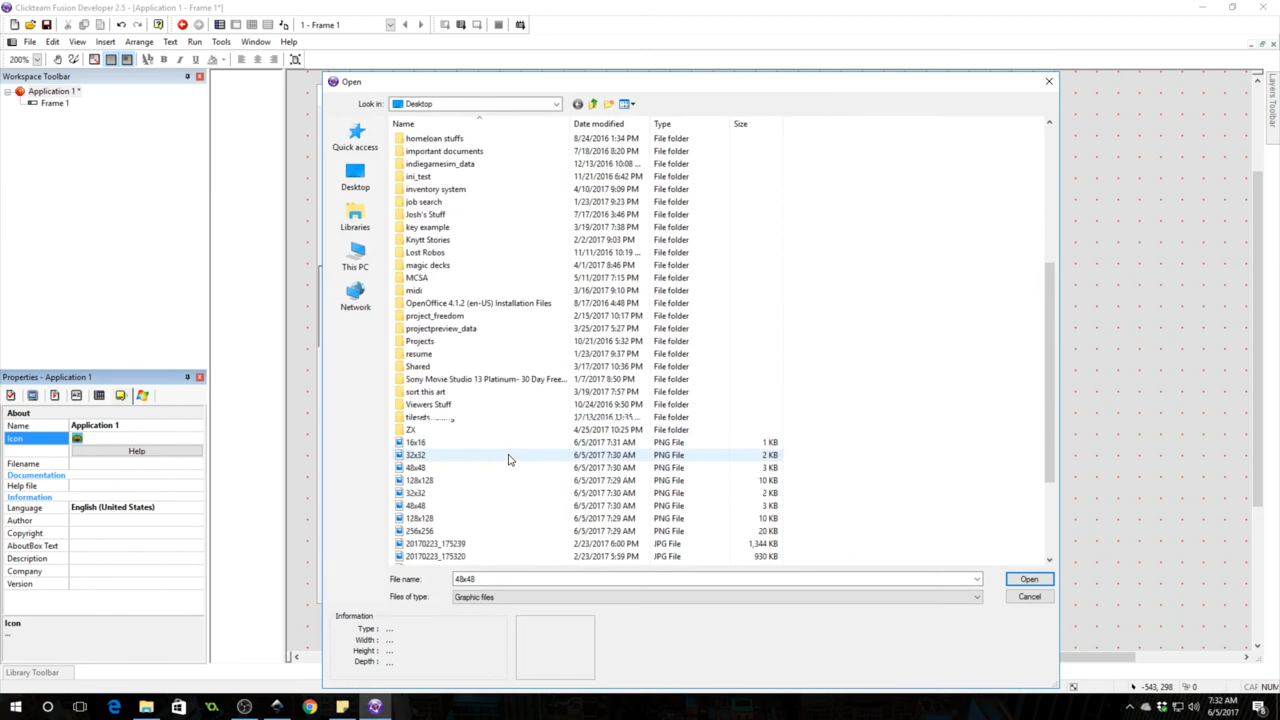 Clickteam Fusion Developer 2.5 - [Application 1 - Frame 1*]
1 - Frame 1
File Edit View Insert Arrange Text Run Tools Window Help
200%
B I U
Workspace Toolbar
Application 1 *
Frame 1
Layers Toolbar
Open
Look in: Desktop
Quick access
Desktop
Libraries
This PC
Network
Name Date modified Type Size
homeloan stuffs 8/24/2016 1:34 PM File folder
important documents 7/18/2016 8:20 PM File folder
indiegamesim_data 12/13/2016 10:08 ... File folder
ini_test 11/21/2016 6:42 PM File folder
inventory system 4/10/2017 9:09 PM File folder
job search 1/23/2017 9:23 PM File folder
Josh's Stuff 7/17/2016 3:46 PM File folder
key example 3/19/2017 7:38 PM File folder
Knytt Stories 2/2/2017 9:03 PM File folder
Lost Robos 11/11/2016 10:19 ... File folder
magic decks 4/1/2017 8:46 PM File folder
MCSA 5/11/2017 7:15 PM File folder
midi 3/16/2017 9:10 PM File folder
OpenOffice 4.1.2 (en-US) Installation Files 8/17/2016 4:48 PM File folder
project_freedom 2/15/2017 10:17 PM File folder
projectpreview_data 3/25/2017 5:27 PM File folder
Projects 10/21/2016 5:32 PM File folder
resume 1/23/2017 9:37 PM File folder
Shared 3/17/2017 10:36 PM File folder
Sony Movie Studio 13 Platinum- 30 Day Free... 1/7/2017 8:50 PM File folder
sort this art 3/19/2017 7:57 PM File folder
Viewers Stuff 10/24/2016 9:50 PM File folder
File folder
ZX 4/25/2017 10:25 PM File folder
16x16 6/5/2017 7:31 AM PNG File 1 KB
32x32 6/5/2017 7:30 AM PNG File 2 KB
48x48 6/5/2017 7:30 AM PNG File 3 KB
128x128 6/5/2017 7:29 AM PNG File 10 KB
32x32 6/5/2017 7:30 AM PNG File 2 KB
48x48 6/5/2017 7:30 AM PNG File 3 KB
128x128 6/5/2017 7:29 AM PNG File 10 KB
256x256 6/5/2017 7:29 AM PNG File 20 KB
20170223_175239 2/23/2017 6:00 PM JPG File 1,344 KB
20170223_175320 2/23/2017 5:59 PM JPG File 930 KB
File name: 48x48 Open
Files of type: Graphic files Cancel
Information
Type : ...
Width : ...
Height : ...
Depth : ...
Properties - Application 1
About
Name Application 1
Icon
Help
Filename
Documentation
Help file
Information
Language English (United States)
Author
Copyright
AboutBox Text
Description
Company
Version
Icon
...
Library Toolbar
-543, 298 0 NUM
7:32 AM
6/5/2017